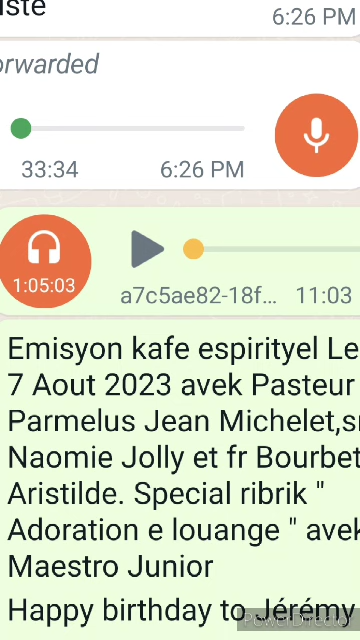 iste
6:26 PM
orwarded
33:34
6:26 PM
1:05:03
a7c5ae82-18f...
11:03
Emisyon kafe espirityel Le
7 Aout 2023 avek Pasteur
Parmelus Jean Michelet,sr
Naomie Jolly et fr Bourbet
Aristilde. Special ribrik "
Adoration e louange " avek
Maestro Junior
Happy birthday to Jérémy
PowerDirector